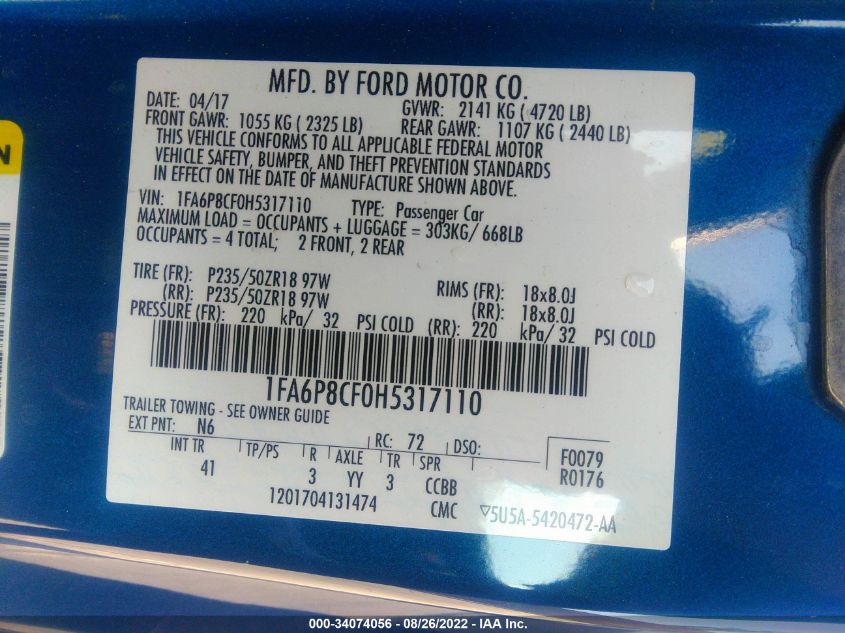 MFD. BY FORD MOTOR CO.
DATE: 04/17 GVWR: 2141 KG ( 4720 LB)
FRONT GAWR: 1055 KG ( 2325 LB) REAR GAWR: 1107 KG ( 2440 LB)
THIS VEHICLE CONFORMS TO ALL APPLICABLE FEDERAL MOTOR
VEHICLE SAFETY, BUMPER, AND THEFT PREVENTION STANDARDS
IN EFFECT ON THE DATE OF MANUFACTURE SHOWN ABOVE.
VIN: 1FA6P8CF0H5317110 TYPE: Passenger Car
MAXIMUM LOAD = OCCUPANTS + LUGGAGE = 303KG/ 668LB
OCCUPANTS = 4 TOTAL; 2 FRONT, 2 REAR
TIRE (FR): P235/50ZR18 97W RIMS (FR): 18x8.0J
(RR): P235/50ZR18 97W (RR): 18x8.0J
PRESSURE (FR): 220 kPa/ 32 PSI COLD (RR): 220 kPa/ 32 PSI COLD
1FA6P8CF0H5317110
TRAILER TOWING - SEE OWNER GUIDE
EXT PNT: N6 RC: 72 DSO: F0079
INT TR TP/PS R AXLE TR SPR R0176
41 3 YY 3 CCBB
1201704131474 CMC ▽5U5A-5420472-AA
N
000-34074056 - 08/26/2022 - IAA Inc.